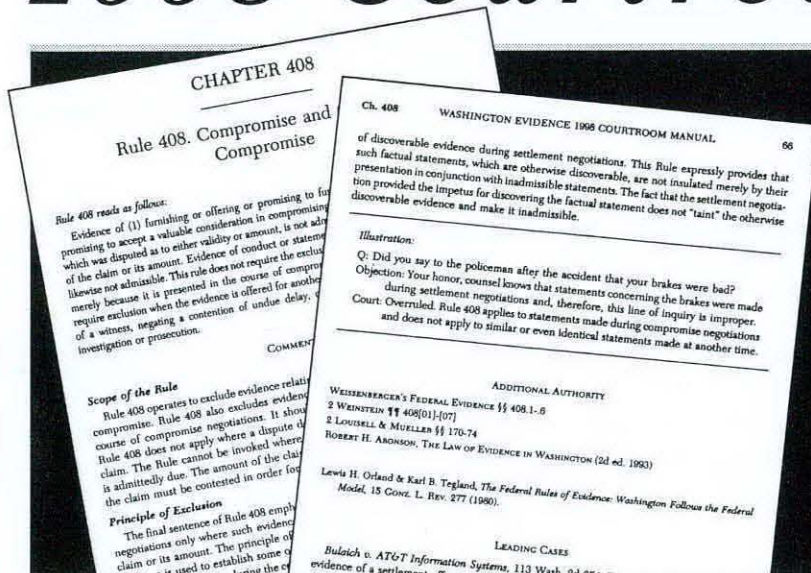 CHAPTER 408
Rule 408. Compromise and
Compromise
Rule 408 reads as follows:
Evidence of (1) furnishing or offering or promising to fu
promising to accept a valuable consideration in compromising
which was disputed as to either validity or amount, is not adm
of the claim or its amount. Evidence of conduct or stateme
likewise not admissible. This rule does not require the exclus
merely because it is presented in the course of comprom
require exclusion when the evidence is offered for another
of a witness, negating a contention of undue delay,
investigation or prosecution.
COMMENT
Scope of the Rule
Rule 408 operates to exclude evidence relati
compromise. Rule 408 also excludes evidenc
course of compromise negotiations. It shou
Rule 408 does not apply where a dispute d
claim. The Rule cannot be invoked where
is admittedly due. The amount of the clai
the claim must be contested in order for
Principle of Exclusion
The final sentence of Rule 408 emph
negotiations only where such evidenc
claim or its amount. The principle of
is used to establish some o
during the c
Ch. 408 WASHINGTON EVIDENCE 1998 COURTROOM MANUAL 66
of discoverable evidence during settlement negotiations. This Rule expressly provides that
such factual statements, which are otherwise discoverable, are not insulated merely by their
presentation in conjunction with inadmissible statements. The fact that the settlement negotia-
tion provided the impetus for discovering the factual statement does not "taint" the otherwise
discoverable evidence and make it inadmissible.
Illustration:
Q: Did you say to the policeman after the accident that your brakes were bad?
Objection: Your honor, counsel knows that statements concerning the brakes were made
during settlement negotiations and, therefore, this line of inquiry is improper.
Court: Overruled. Rule 408 applies to statements made during compromise negotiations
and does not apply to similar or even identical statements made at another time.
ADDITIONAL AUTHORITY
WEISSENBERGER'S FEDERAL EVIDENCE §§ 408.1-.6
2 WEINSTEIN ¶¶ 408[01]-[07]
2 LOUISELL & MUELLER §§ 170-74
ROBERT H. ARONSON, THE LAW OF EVIDENCE IN WASHINGTON (2d ed. 1993)
Lewis H. Orland & Karl B. Tegland, The Federal Rules of Evidence: Washington Follows the Federal
Model, 15 GONZ. L. REV. 277 (1980).
LEADING CASES
Bulaich v. AT&T Information Systems, 113 Wash. 2d
evidence of a settlement